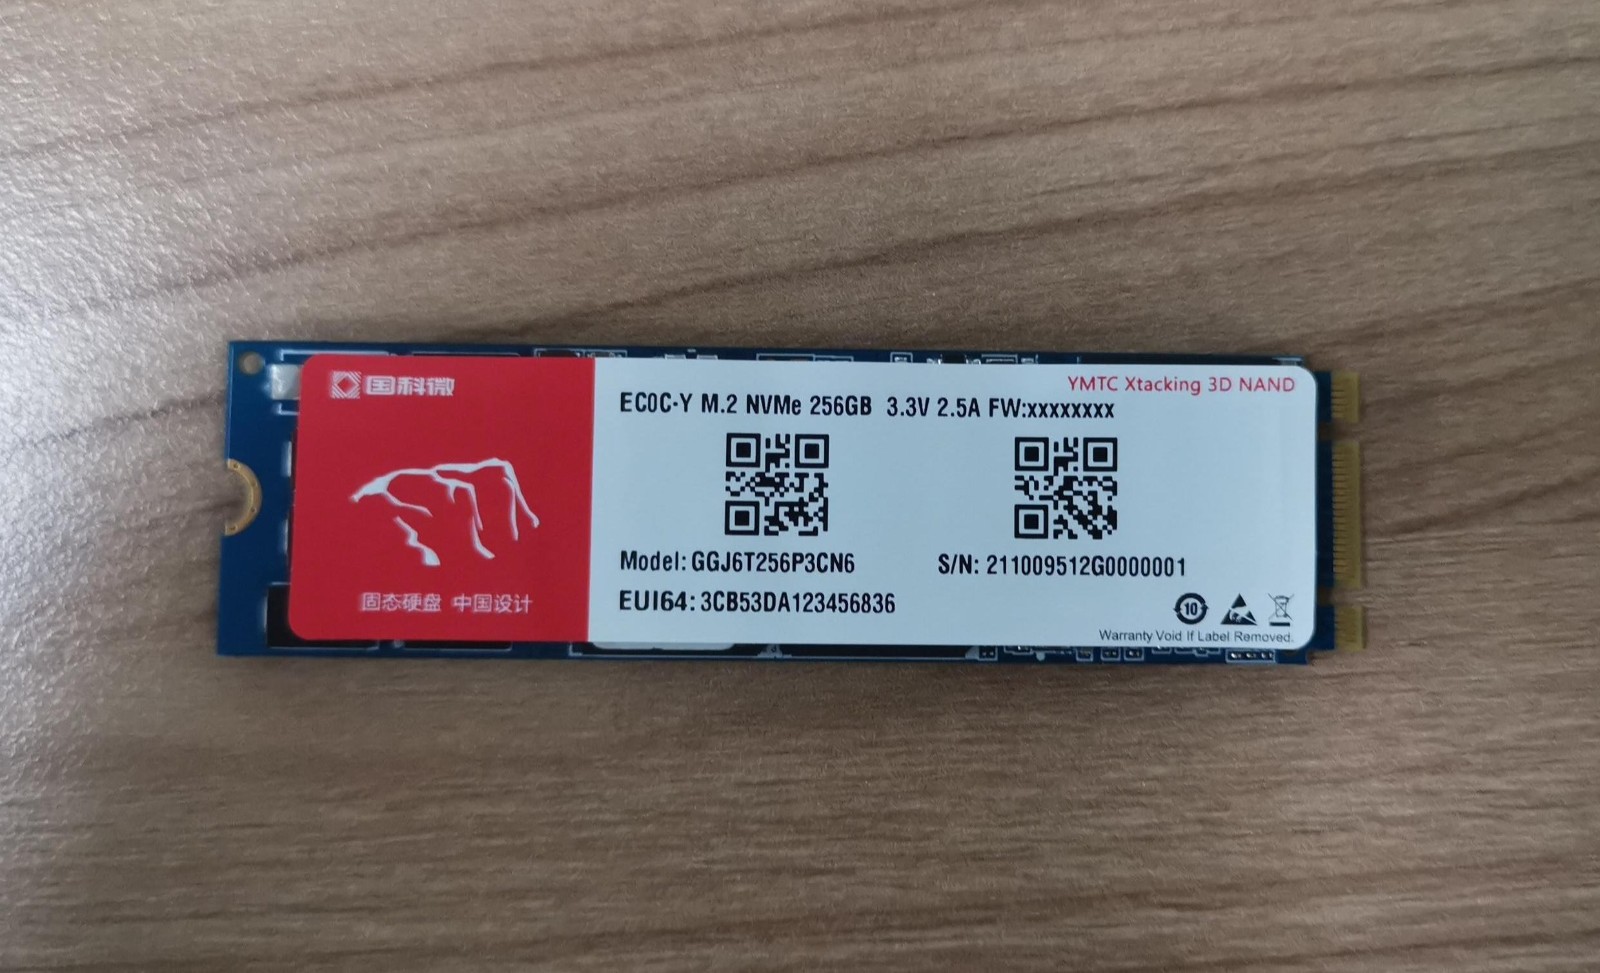 国科微
固态硬盘 中国设计
YMTC Xtacking 3D NAND
EC0C-Y M.2 NVMe 256GB 3.3V 2.5A FW:xxxxxxxx
Model: GGJ6T256P3CN6
S/N: 211009512G0000001
EUI64: 3CB53DA123456836
10
Warranty Void If Label Removed.